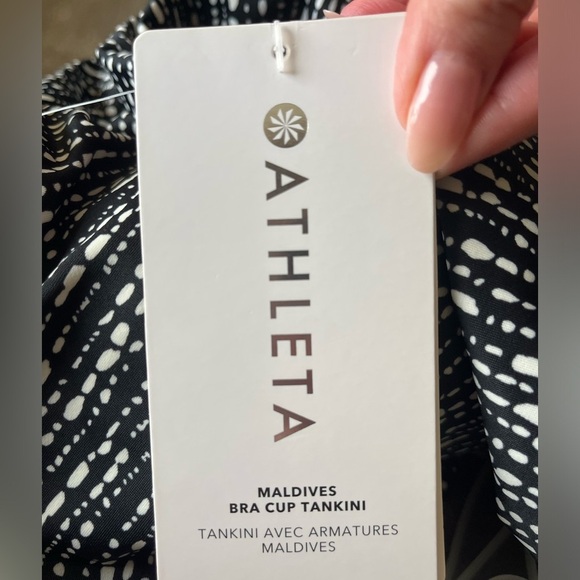 ATHLETA
MALDIVES
BRA CUP TANKINI
TANKINI AVEC ARMATURES
MALDIVES